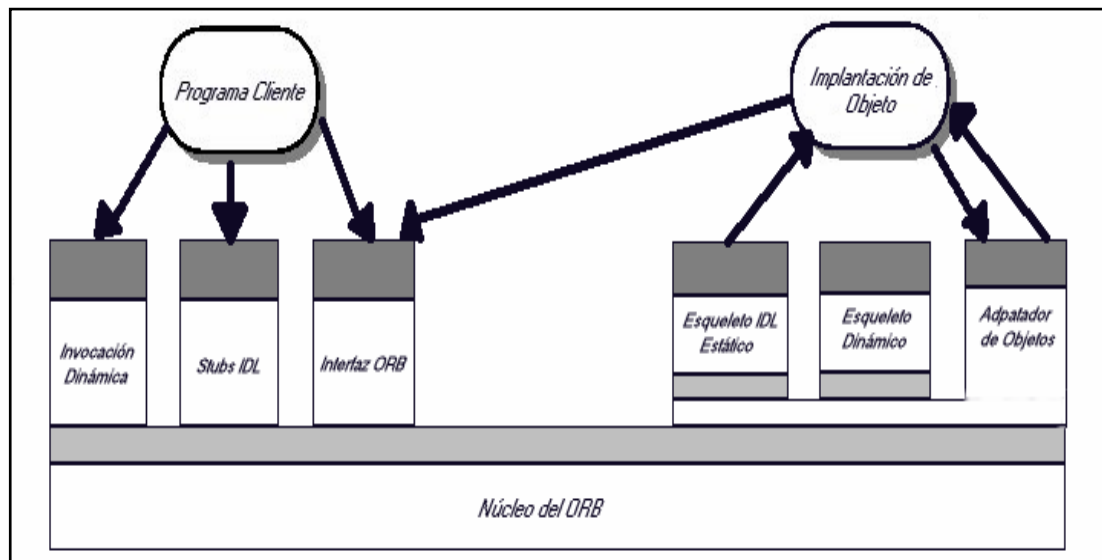 Programa Cliente
Implantación de
Objeto
Invocación
Dinámica
Stubs IDL
Interfaz ORB
Esqueleto IDL
Estático
Esqueleto
Dinámico
Adpatador
de Objetos
Núcleo del ORB